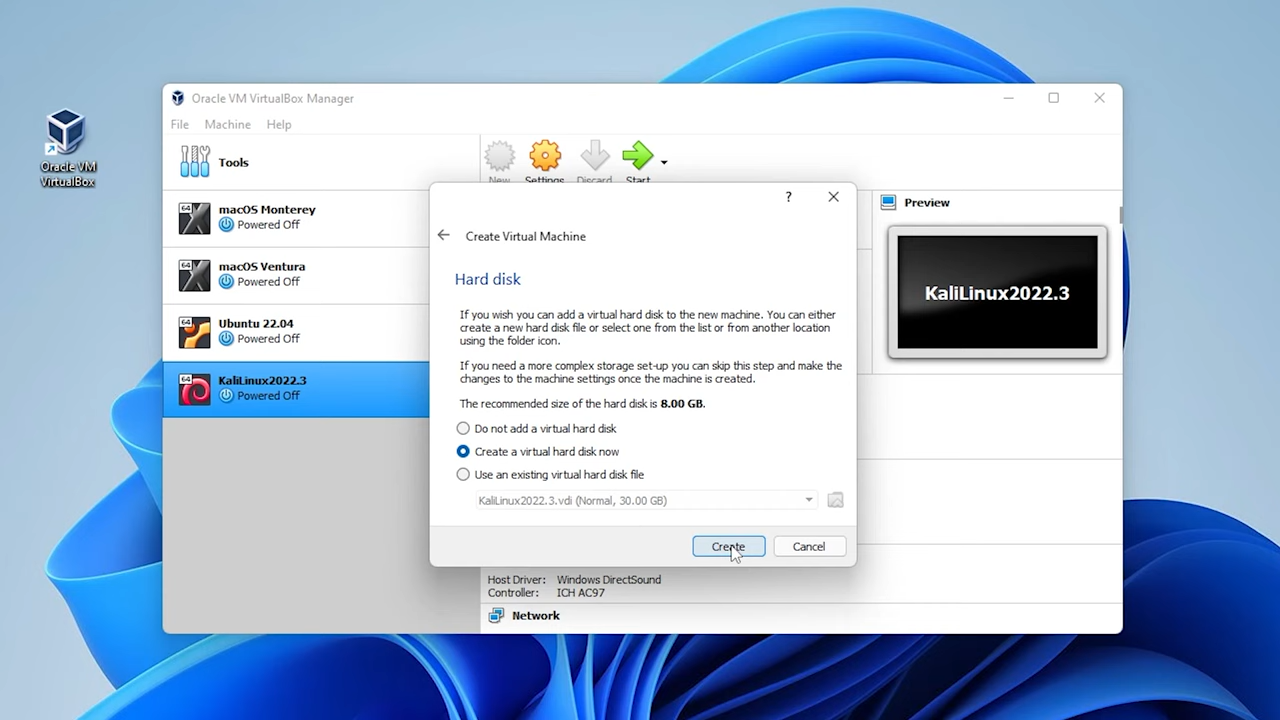 Oracle VM VirtualBox Manager
File Machine Help
Oracle VM
VirtualBox
Tools
New Settings Discard Start
64
macOS Monterey
Powered Off
64
macOS Ventura
Powered Off
64
Ubuntu 22.04
Powered Off
64
KaliLinux2022.3
Powered Off
?
Create Virtual Machine
Hard disk
If you wish you can add a virtual hard disk to the new machine. You can either
create a new hard disk file or select one from the list or from another location
using the folder icon.
If you need a more complex storage set-up you can skip this step and make the
changes to the machine settings once the machine is created.
The recommended size of the hard disk is 8.00 GB.
Do not add a virtual hard disk
Create a virtual hard disk now
Use an existing virtual hard disk file
KaliLinux2022.3.vdi (Normal, 30.00 GB)
Create Cancel
Preview
KaliLinux2022.3
Host Driver: Windows DirectSound
Controller: ICH AC97
Network